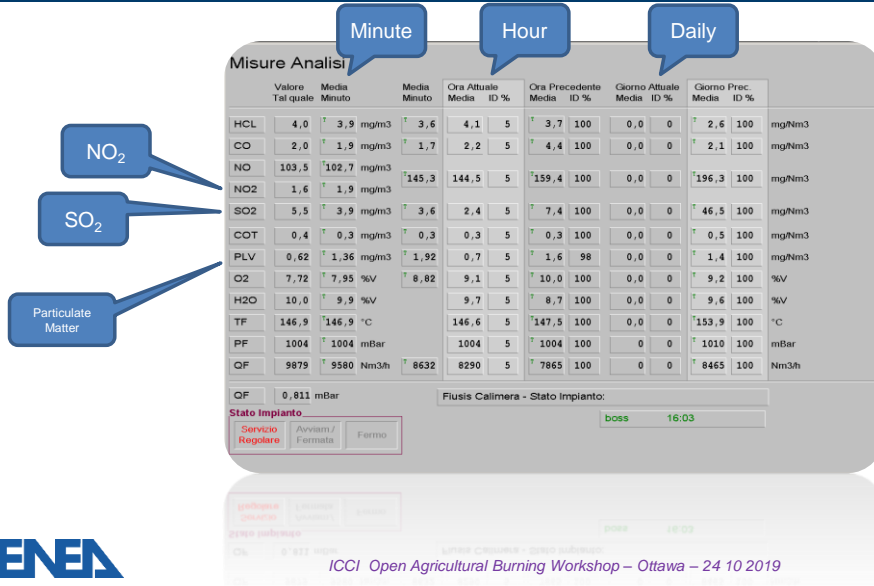 Minute
Hour
Daily
Misure Analisi
Valore Tal quale
Media Minuto
Media Minuto
Ora Attuale
Media ID %
Ora Precedente
Media ID %
Giorno Attuale
Media ID %
Giorno Prec.
Media ID %
HCL 4,0 T 3,9 mg/m3 T 3,6 4,1 5 T 3,7 100 0,0 0 T 2,6 100 mg/Nm3
CO 2,0 T 1,9 mg/m3 T 1,7 2,2 5 T 4,4 100 0,0 0 T 2,1 100 mg/Nm3
NO 103,5 T 102,7 mg/m3
T 145,3 144,5 5 T 159,4 100 0,0 0 T 196,3 100 mg/Nm3
NO2 1,6 T 1,9 mg/m3
SO2 5,5 T 3,9 mg/m3 T 3,6 2,4 5 T 7,4 100 0,0 0 T 46,5 100 mg/Nm3
COT 0,4 T 0,3 mg/m3 T 0,3 0,3 5 T 0,3 100 0,0 0 T 0,5 100 mg/Nm3
PLV 0,62 T 1,36 mg/m3 T 1,92 0,7 5 T 1,6 98 0,0 0 T 1,4 100 mg/Nm3
O2 7,72 T 7,95 %V T 8,82 9,1 5 T 10,0 100 0,0 0 T 9,2 100 %V
H2O 10,0 T 9,9 %V 9,7 5 T 8,7 100 0,0 0 T 9,6 100 %V
TF 146,9 T 146,9 °C 146,6 5 T 147,5 100 0,0 0 T 153,9 100 °C
PF 1004 T 1004 mBar 1004 5 T 1004 100 0 0 T 1010 100 mBar
QF 9879 T 9580 Nm3/h T 8632 8290 5 T 7865 100 0 0 T 8465 100 Nm3/h
QF 0,811 mBar
Fiusis Calimera - Stato Impianto:
Stato Impianto
Servizio Regolare
Avviam./ Fermata
Fermo
boss 16:03
NO₂
SO₂
Particulate
Matter
ENEA
ICCI Open Agricultural Burning Workshop – Ottawa – 24 10 2019